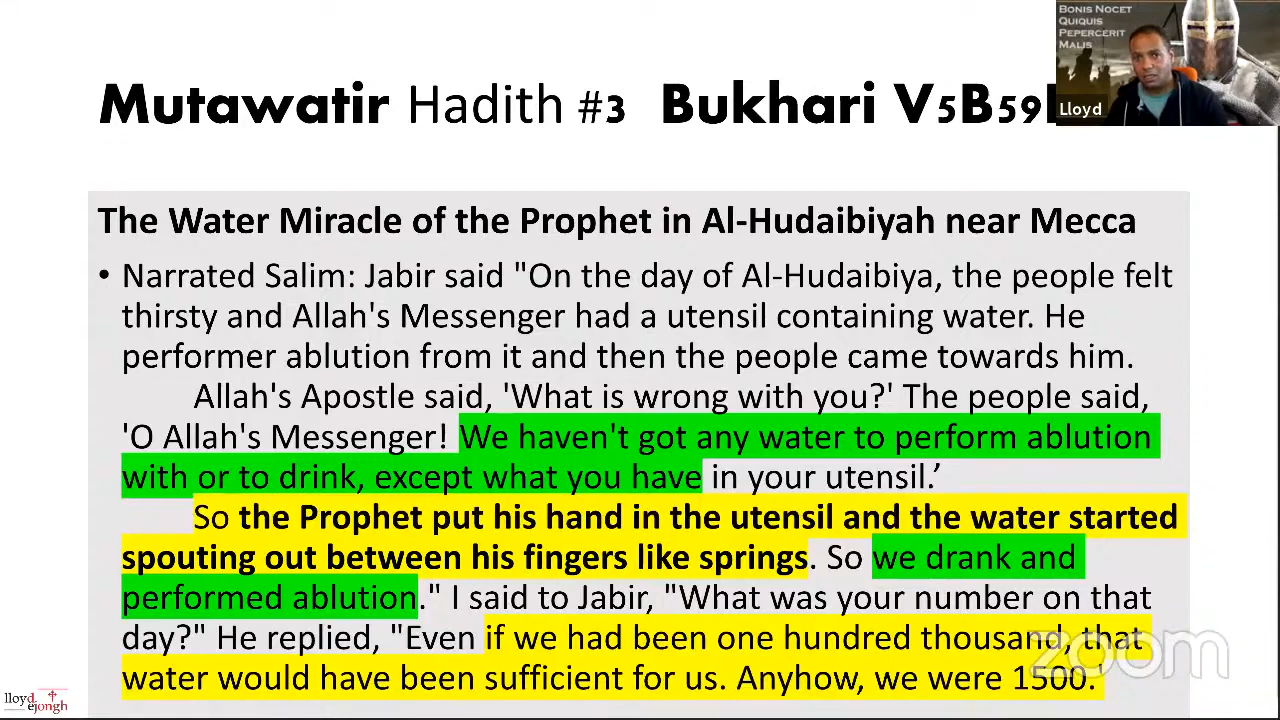 Bonis Nocet
Quiquis
Pepercerit
Malis
Lloyd
Mutawatir Hadith #3 Bukhari V5B59
The Water Miracle of the Prophet in Al-Hudaibiyah near Mecca
• Narrated Salim: Jabir said "On the day of Al-Hudaibiya, the people felt
thirsty and Allah's Messenger had a utensil containing water. He
performer ablution from it and then the people came towards him.
Allah's Apostle said, 'What is wrong with you?' The people said,
'O Allah's Messenger! We haven't got any water to perform ablution
with or to drink, except what you have in your utensil.’
So the Prophet put his hand in the utensil and the water started
spouting out between his fingers like springs. So we drank and
performed ablution." I said to Jabir, "What was your number on that
day?" He replied, "Even if we had been one hundred thousand, that
water would have been sufficient for us. Anyhow, we were 1500.'
zoom
lloyd
ejongh